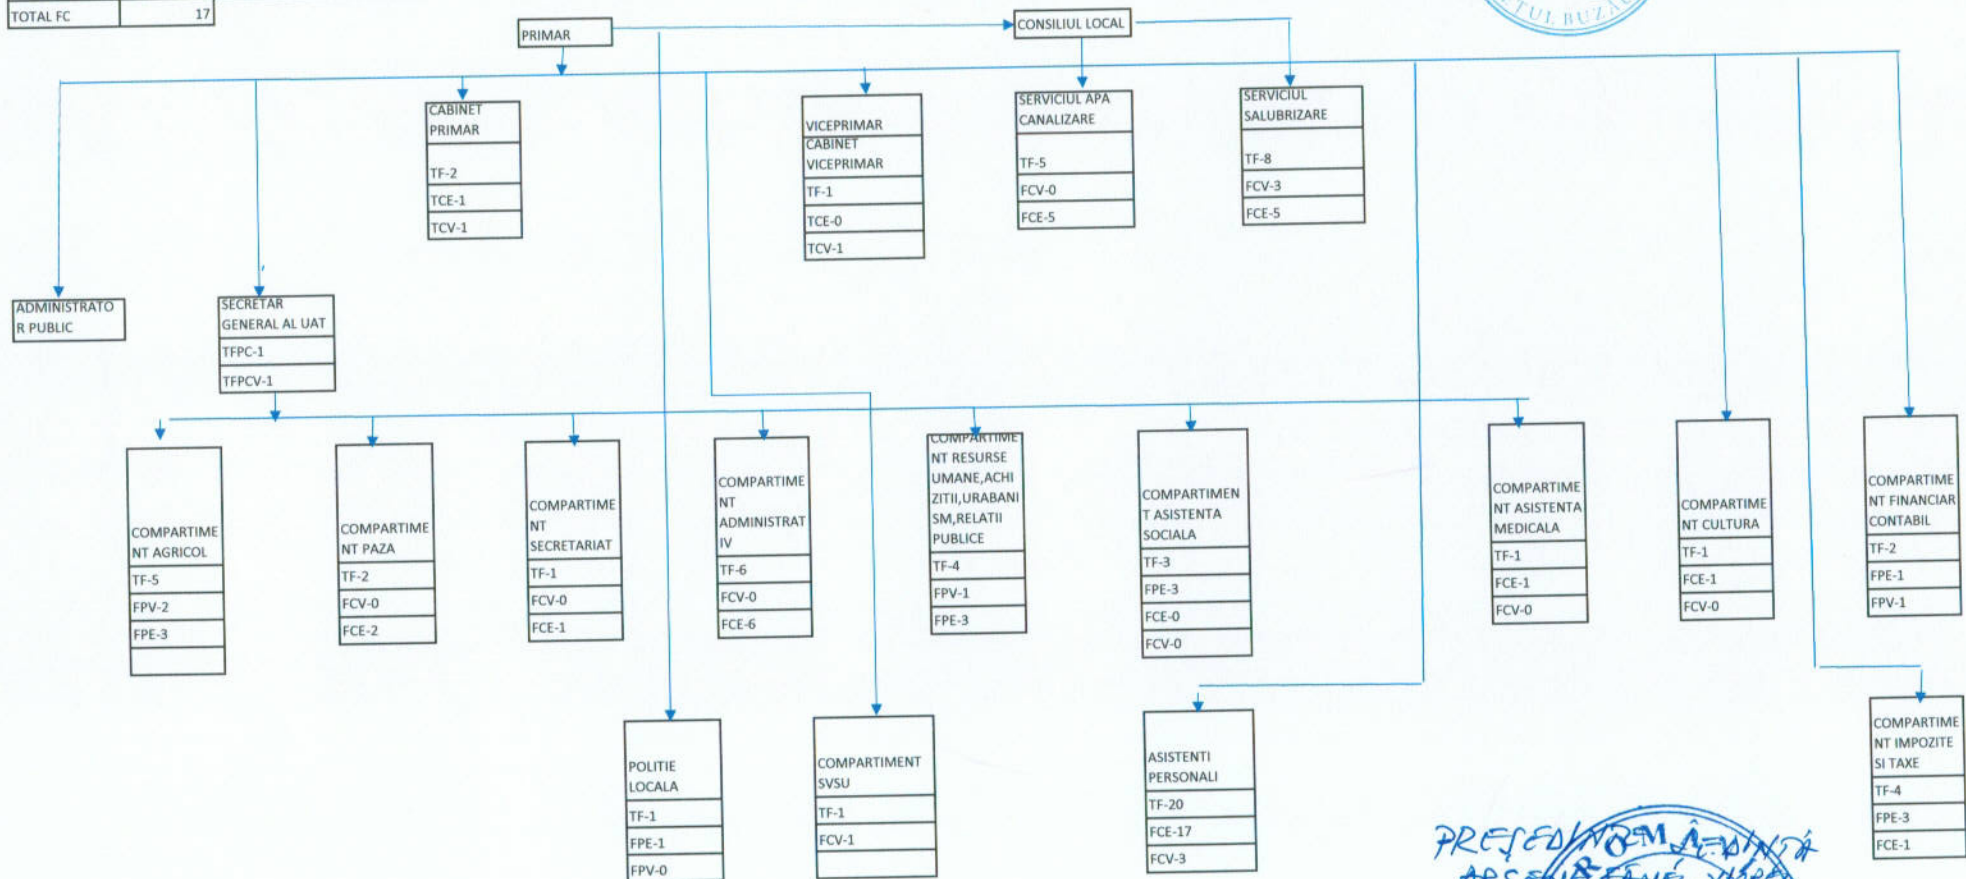 TOTAL FC 17
TUL BUZĂU
PRIMAR
CONSILIUL LOCAL
CABINET
PRIMAR
TF-2
TCE-1
TCV-1
VICEPRIMAR
CABINET
VICEPRIMAR
TF-1
TCE-0
TCV-1
SERVICIUL APA
CANALIZARE
TF-5
FCV-0
FCE-5
SERVICIUL
SALUBRIZARE
TF-8
FCV-3
FCE-5
ADMINISTRATO
R PUBLIC
SECRETAR
GENERAL AL UAT
TFPC-1
TFPCV-1
COMPARTIME
NT AGRICOL
TF-5
FPV-2
FPE-3
COMPARTIME
NT PAZA
TF-2
FCV-0
FCE-2
COMPARTIME
NT
SECRETARIAT
TF-1
FCV-0
FCE-1
COMPARTIME
NT
ADMINISTRAT
IV
TF-6
FCV-0
FCE-6
COMPARTIME
NT RESURSE
UMANE,ACHI
ZITII,URABANI
SM,RELATII
PUBLICE
TF-4
FPV-1
FPE-3
COMPARTIMEN
T ASISTENTA
SOCIALA
TF-3
FPE-3
FCE-0
FCV-0
COMPARTIME
NT ASISTENTA
MEDICALA
TF-1
FCE-1
FCV-0
COMPARTIME
NT CULTURA
TF-1
FCE-1
FCV-0
COMPARTIME
NT FINANCIAR
CONTABIL
TF-2
FPE-1
FPV-1
POLITIE
LOCALA
TF-1
FPE-1
FPV-0
COMPARTIMENT
SVSU
TF-1
FCV-1
ASISTENTI
PERSONALI
TF-20
FCE-17
FCV-3
COMPARTIME
NT IMPOZITE
SI TAXE
TF-4
FPE-3
FCE-1